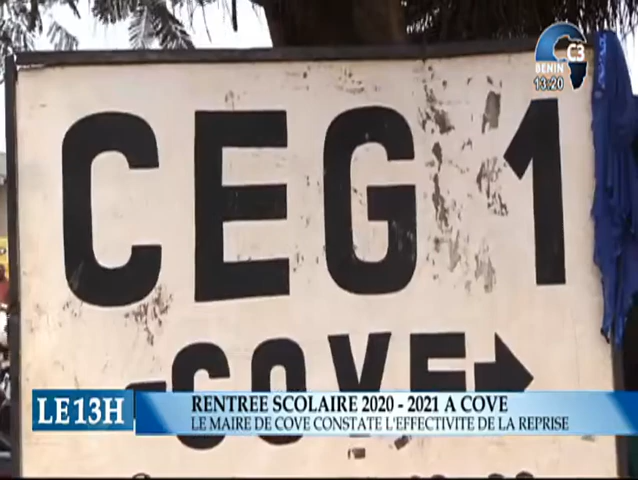 C3
BENIN
13:20
CEG 1
COVE
LE13H
RENTREE SCOLAIRE 2020 - 2021 A COVE
LE MAIRE DE COVE CONSTATE L'EFFECTIVITE DE LA REPRISE